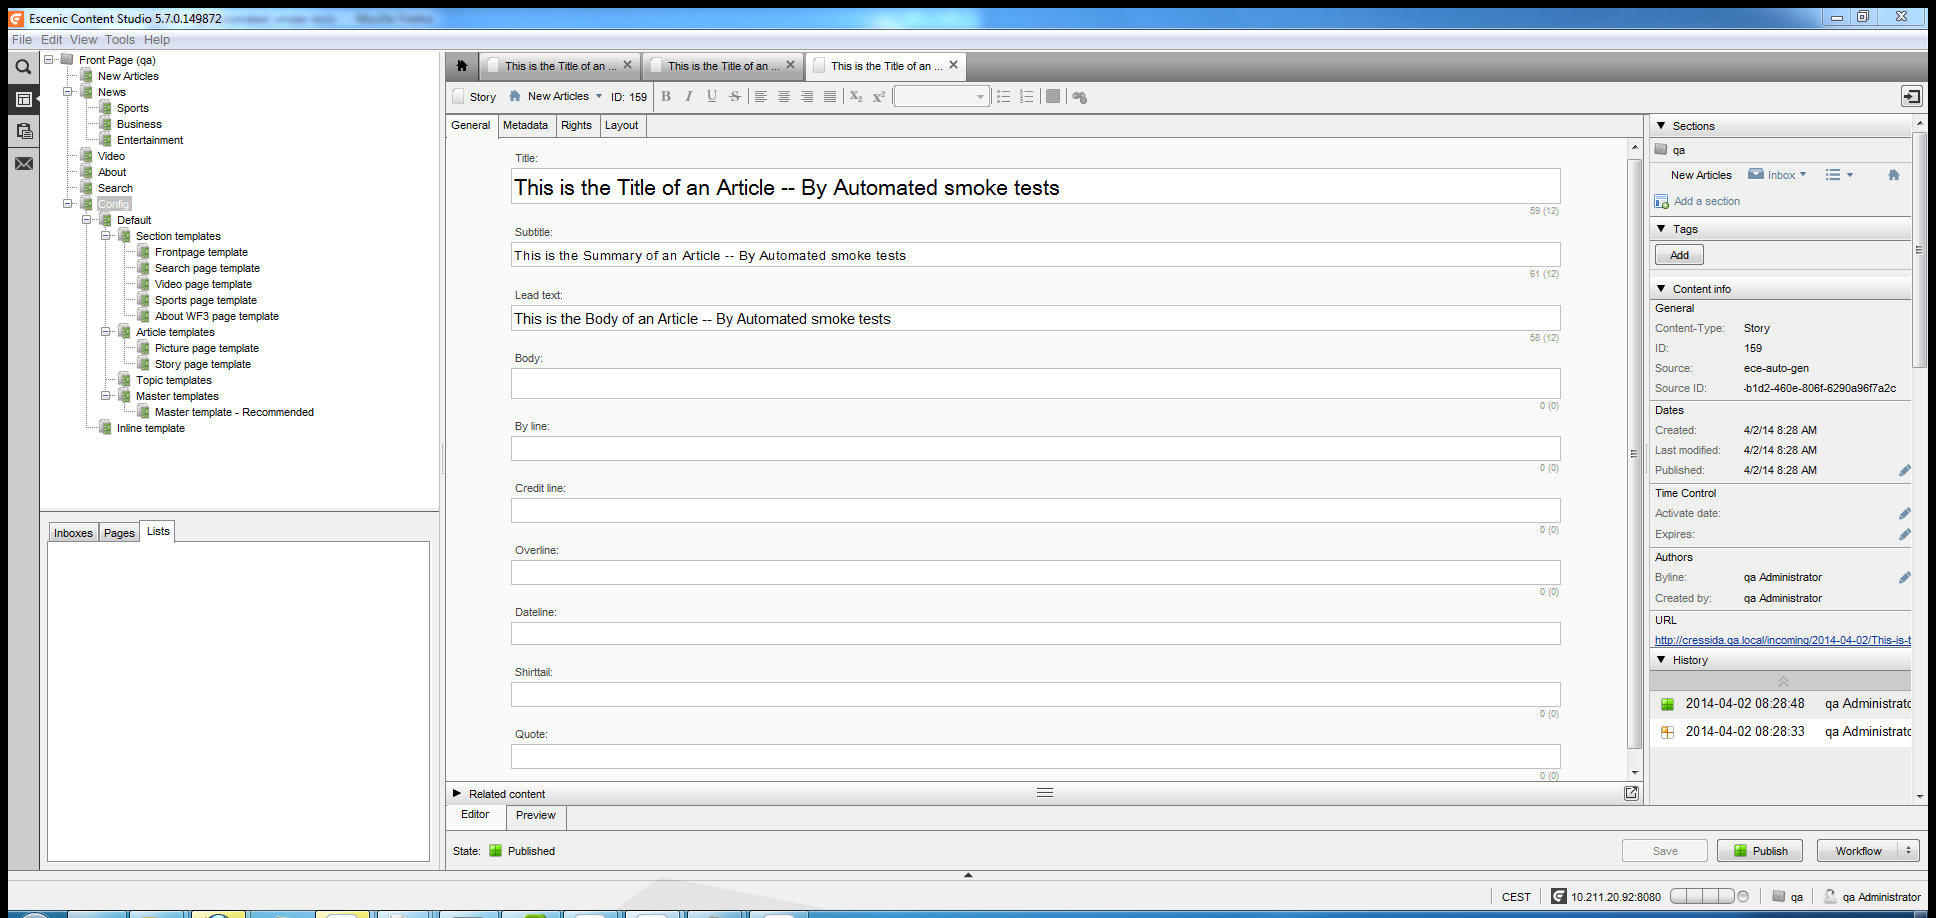 Escenic Content Studio 5.7.0.149872
File Edit View Tools Help
Front Page (qa)
New Articles
News
Sports
Business
Entertainment
Video
About
Search
Config
Default
Section templates
Frontpage template
Search page template
Video page template
Sports page template
About WF3 page template
Article templates
Picture page template
Story page template
Topic templates
Master templates
Master template - Recommended
Inline template
Inboxes Pages Lists
This is the Title of an ... This is the Title of an ... This is the Title of an ...
Story New Articles ID: 159 B I U S X2 X2
General Metadata Rights Layout
Title:
This is the Title of an Article -- By Automated smoke tests
59 (12)
Subtitle:
This is the Summary of an Article -- By Automated smoke tests
61 (12)
Lead text:
This is the Body of an Article -- By Automated smoke tests
58 (12)
Body:
0 (0)
By line:
0 (0)
Credit line:
0 (0)
Overline:
0 (0)
Dateline:
Shirttail:
0 (0)
Quote:
0 (0)
Related content
Editor Preview
State: Published
Save Publish Workflow
Sections
qa
New Articles Inbox
Add a section
Tags
Add
Content info
General
Content-Type: Story
ID: 159
Source: ece-auto-gen
Source ID: -b1d2-460e-806f-6290a96f7a2c
Dates
Created: 4/2/14 8:28 AM
Last modified: 4/2/14 8:28 AM
Published: 4/2/14 8:28 AM
Time Control
Activate date:
Expires:
Authors
Byline: qa Administrator
Created by: qa Administrator
URL
http://cressida.qa.local/incoming/2014-04-02/This-is-t
History
2014-04-02 08:28:48 qa Administratc
2014-04-02 08:28:33 qa Administratc
CEST 10.211.20.92:8080 qa qa Administrator